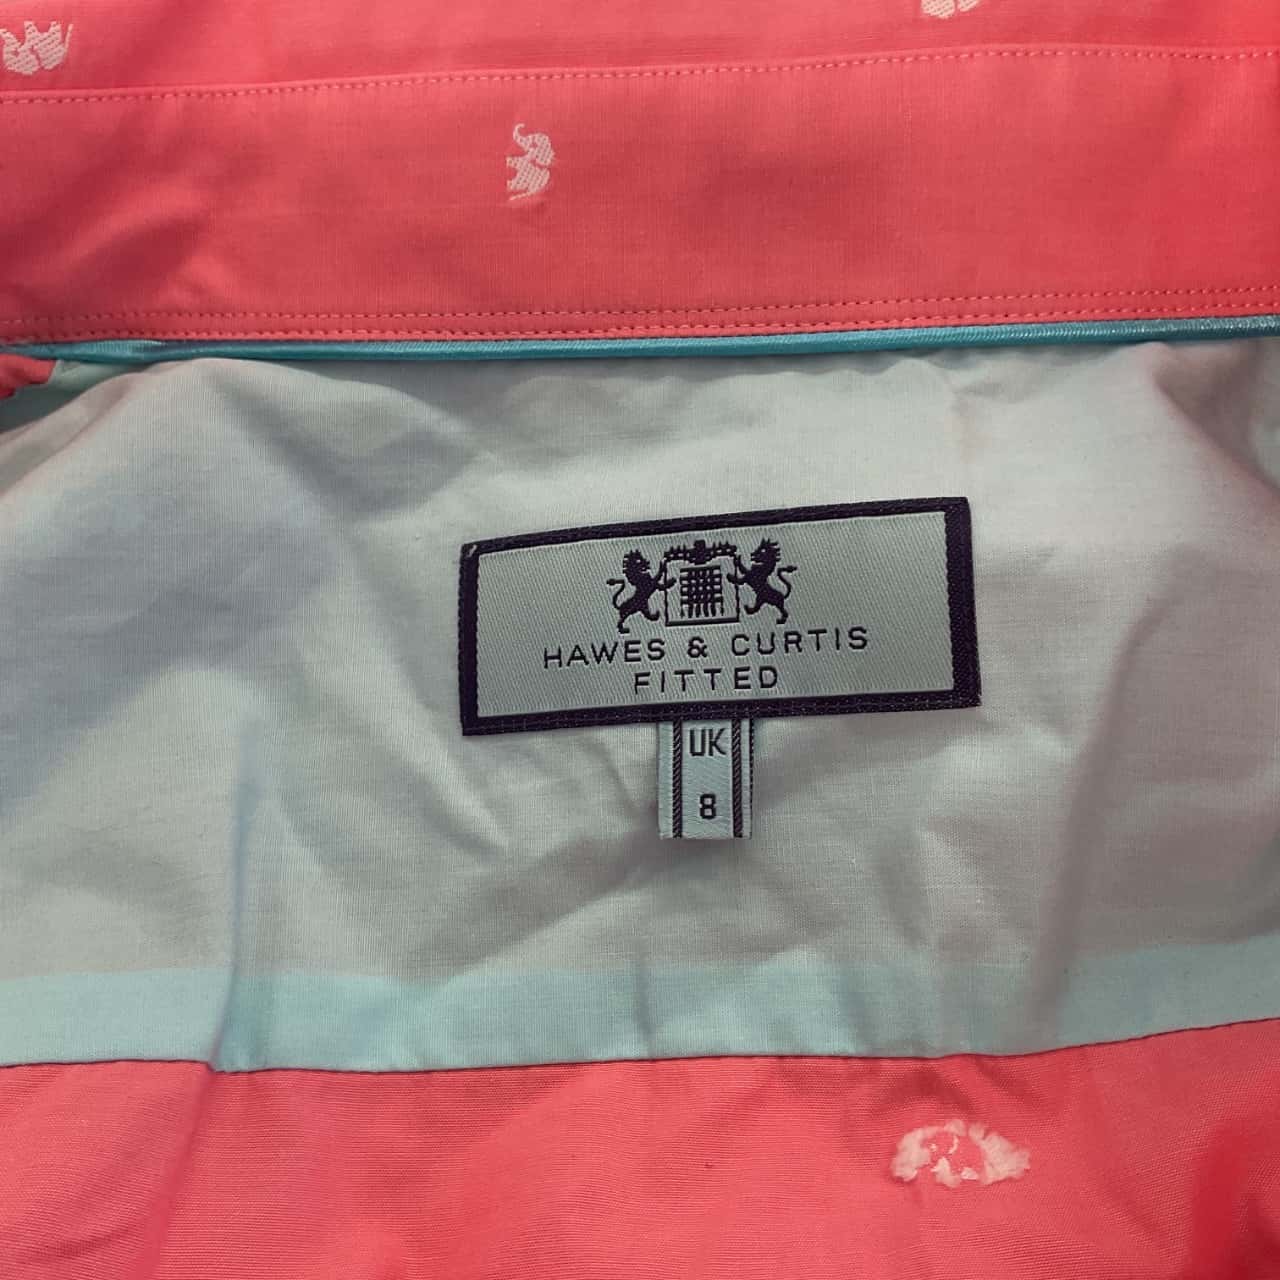 HAWES & CURTIS
FITTED
UK
8